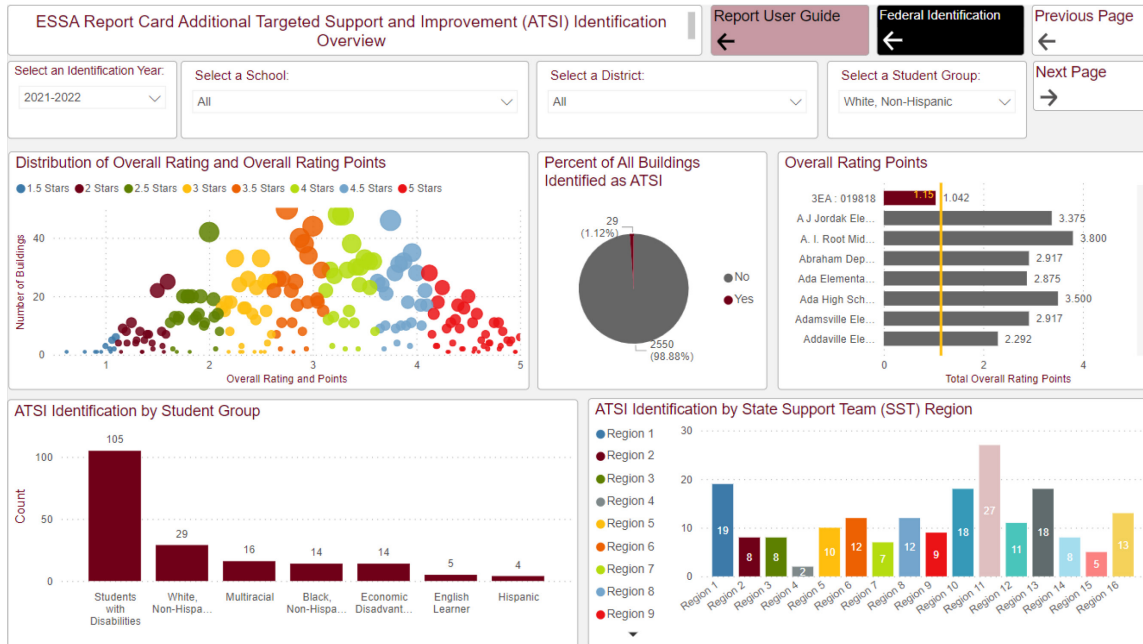 ESSA Report Card Additional Targeted Support and Improvement (ATSI) Identification
Overview
Report User Guide
Federal Identification
Previous Page
Select an Identification Year:
2021-2022
Select a School:
All
Select a District:
All
Select a Student Group:
White, Non-Hispanic
Next Page
Distribution of Overall Rating and Overall Rating Points
1.5 Stars 2 Stars 2.5 Stars 3 Stars 3.5 Stars 4 Stars 4.5 Stars 5 Stars
Number of Buildings
40
20
0
1 2 3 4 5
Overall Rating and Points
Percent of All Buildings
Identified as ATSI
29
(1.12%)
No
Yes
2550
(98.88%)
Overall Rating Points
3EA : 019818 1.15 1.042
A J Jordak Ele... 3.375
A. I. Root Mid... 3.800
Abraham Dep... 2.917
Ada Elementa... 2.875
Ada High Sch... 3.500
Adamsville Ele... 2.917
Addaville Ele... 2.292
0 2 4
Total Overall Rating Points
ATSI Identification by Student Group
Count
100
50
0
105
29
16
14
14
5
4
Students
with
Disabilities
White,
Non-Hispa...
Multiracial
Black,
Non-Hispa...
Economic
Disadvant...
English
Learner
Hispanic
ATSI Identification by State Support Team (SST) Region
Region 1
Region 2
Region 3
Region 4
Region 5
Region 6
Region 7
Region 8
Region 9
30
20
10
0
19 8 8 2 10 12 7 12 9 18 27 11 18 8 5 13
Region 1
Region 2
Region 3
Region 4
Region 5
Region 6
Region 7
Region 8
Region 9
Region 10
Region 11
Region 12
Region 13
Region 14
Region 15
Region 16